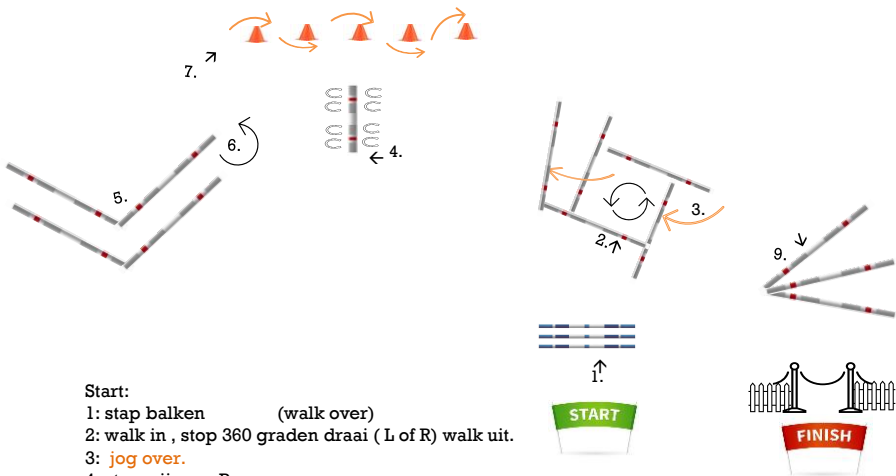 7.
6.
4.
5.
3.
2.
9.
1.
START
FINISH
Start:
1: stap balken (walk over)
2: walk in , stop 360 graden draai ( L of R) walk uit.
3: jog over.